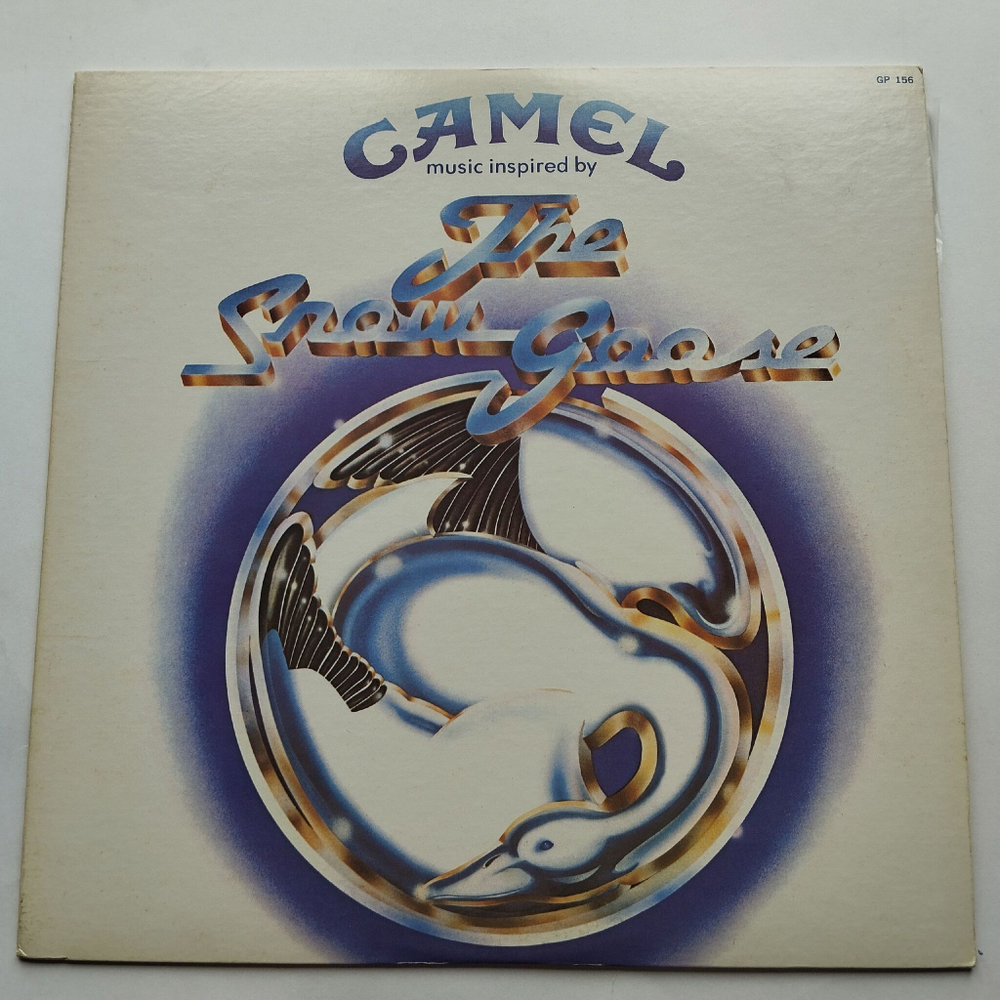 GP 156
CAMEL
music inspired by
The
Snow Goose